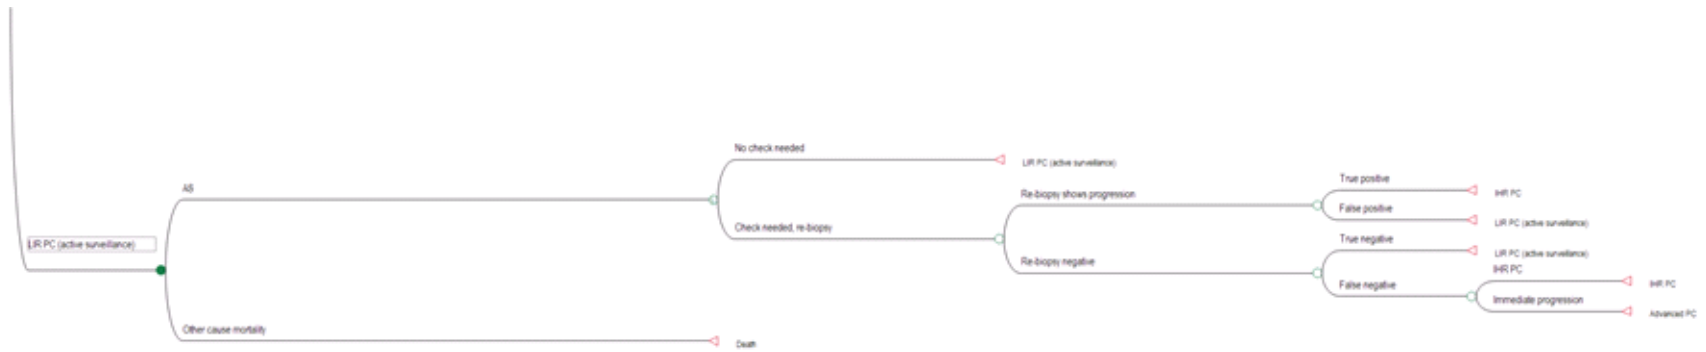 No check needed
LIR PC (active surveillance)
True positive
IHR PC
AS
Re-biopsy shows progression
False positive
LIR PC (active surveillance)
Check needed, re-biopsy
True negative
LIR PC (active surveillance)
LIR PC (active surveillance)
Re-biopsy negative
IHR PC
IHR PC
False negative
Immediate progression
Advanced PC
Other cause mortality
Death